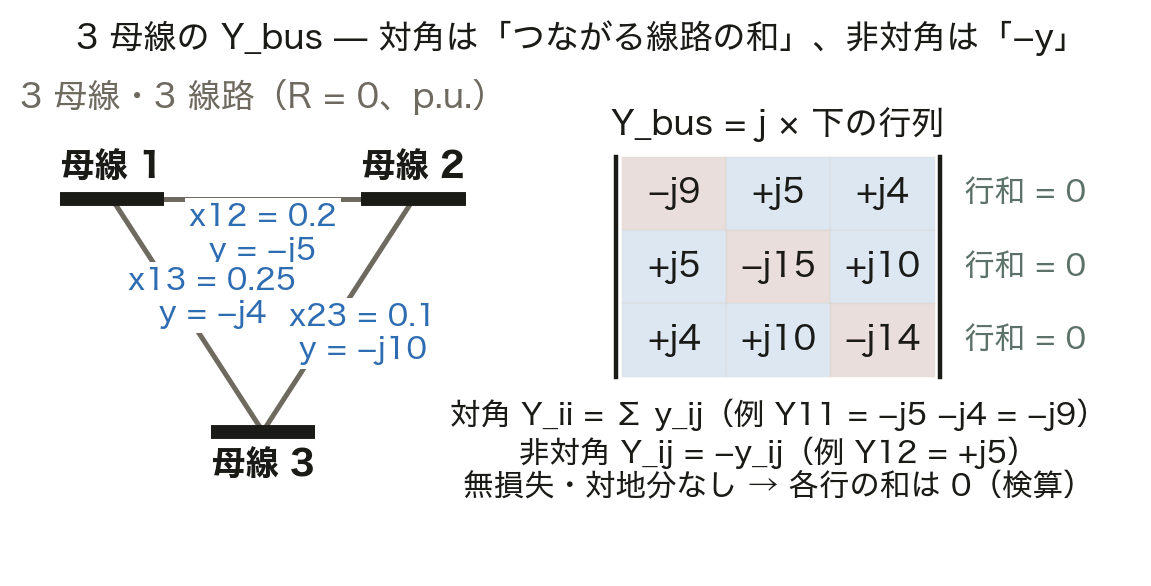 3 母線の Y_bus — 対角は「つながる線路の和」、非対角は「−y」
3 母線・3 線路（R = 0、p.u.）
母線 1
母線 2
x12 = 0.2
y = −j5
x13 = 0.25
y = −j4
x23 = 0.1
y = −j10
母線 3
Y_bus = j × 下の行列
−j9 +j5 +j4 行和 = 0
+j5 −j15 +j10 行和 = 0
+j4 +j10 −j14 行和 = 0
対角 Y_ii = Σ y_ij（例 Y11 = −j5 −j4 = −j9）
非対角 Y_ij = −y_ij（例 Y12 = +j5）
無損失・対地分なし → 各行の和は 0（検算）